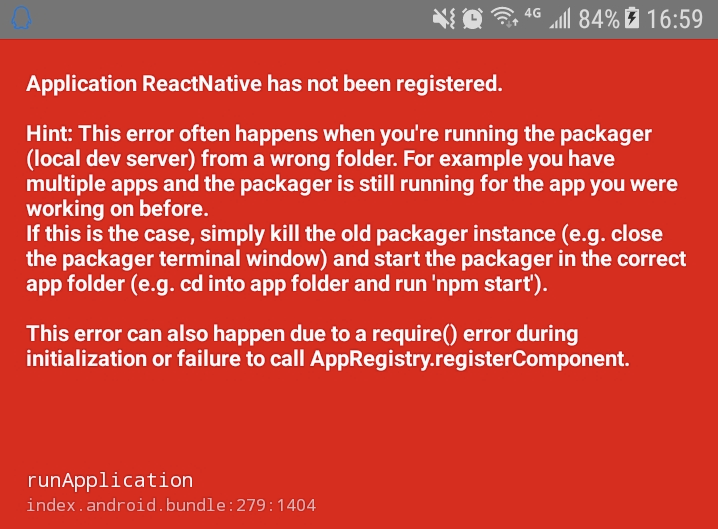 4G 84% 16:59
Application ReactNative has not been registered.
Hint: This error often happens when you're running the packager
(local dev server) from a wrong folder. For example you have
multiple apps and the packager is still running for the app you were
working on before.
If this is the case, simply kill the old packager instance (e.g. close
the packager terminal window) and start the packager in the correct
app folder (e.g. cd into app folder and run 'npm start').
This error can also happen due to a require() error during
initialization or failure to call AppRegistry.registerComponent.
runApplication
index.android.bundle:279:1404